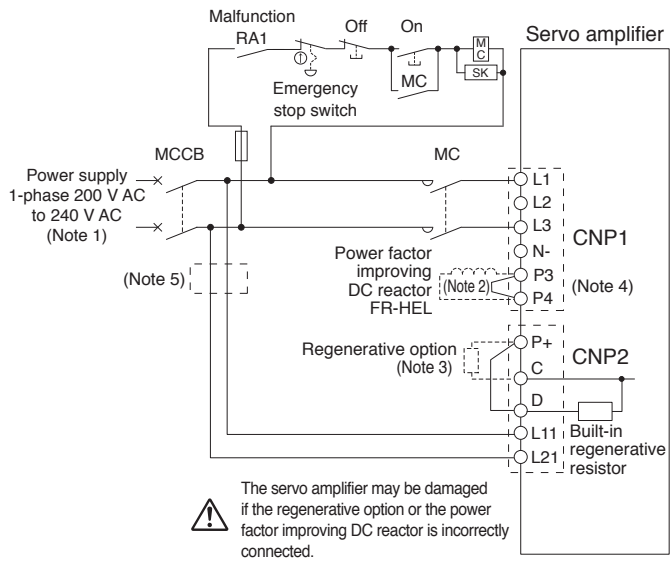 Malfunction
RA1
Off
On
MC
Emergency
stop switch
M
C
SK
Servo amplifier
MCCB
MC
Power supply
1-phase 200 V AC
to 240 V AC
(Note 1)
(Note 5)
Power factor
improving
DC reactor
FR-HEL
(Note 2)
L1
L2
L3
N-
P3
P4
CNP1
(Note 4)
Regenerative option
(Note 3)
P+
C
D
L11
L21
CNP2
Built-in
regenerative
resistor
The servo amplifier may be damaged
if the regenerative option or the power
factor improving DC reactor is incorrectly
connected.